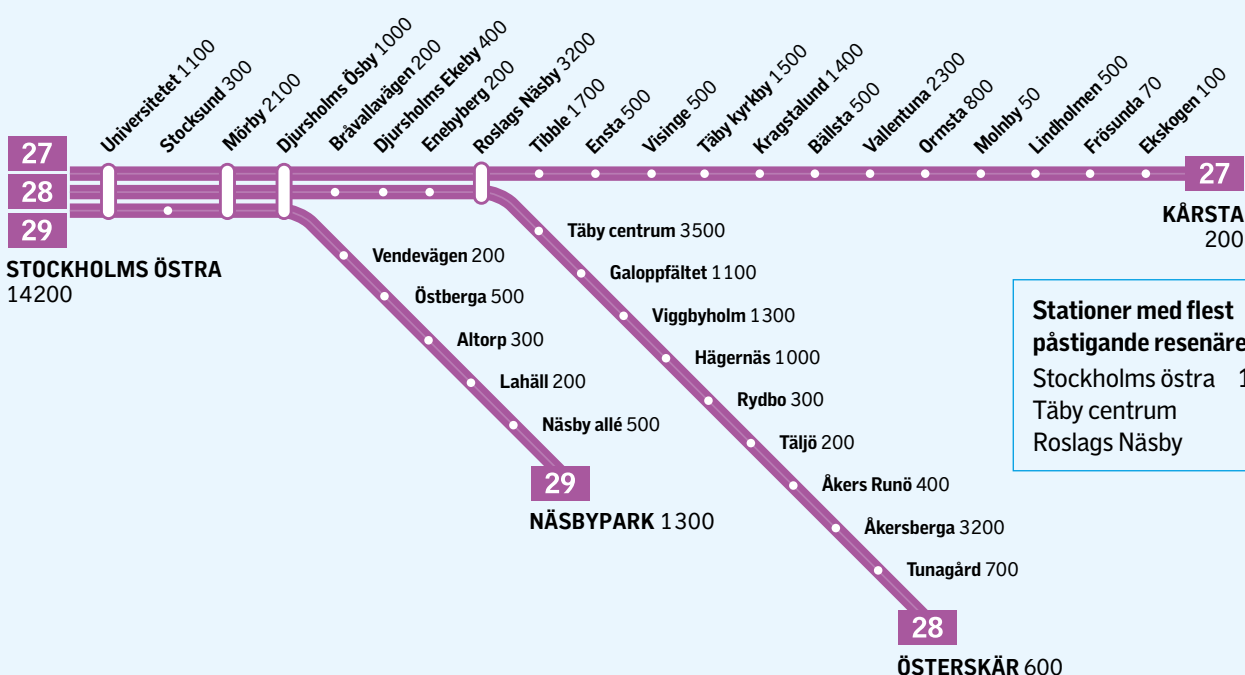 Universitetet 1100
Stocksund 300
Mörby 2100
Djursholms Ösby 1000
Bråvallavägen 200
Djursholms Ekeby 400
Enebyberg 200
Roslags Näsby 3200
Tibble 1700
Ensta 500
Visinge 500
Täby kyrkby 1500
Kragstalund 1400
Bällsta 500
Vallentuna 2300
Ormsta 800
Molnby 50
Lindholmen 500
Frösunda 70
Ekskogen 100
27
28
29
STOCKHOLMS ÖSTRA
14200
27
KÅRSTA
200
Vendevägen 200
Östberga 500
Altorp 300
Lahäll 200
Näsby allé 500
29
NÄSBYPARK 1300
Täby centrum 3500
Galoppfältet 1100
Viggbyholm 1300
Hägernäs 1000
Rydbo 300
Täljö 200
Åkers Runö 400
Åkersberga 3200
Tunagård 700
28
ÖSTERSKÄR 600
Stationer med flest
påstigande resenäre
Stockholms östra 1
Täby centrum
Roslags Näsby